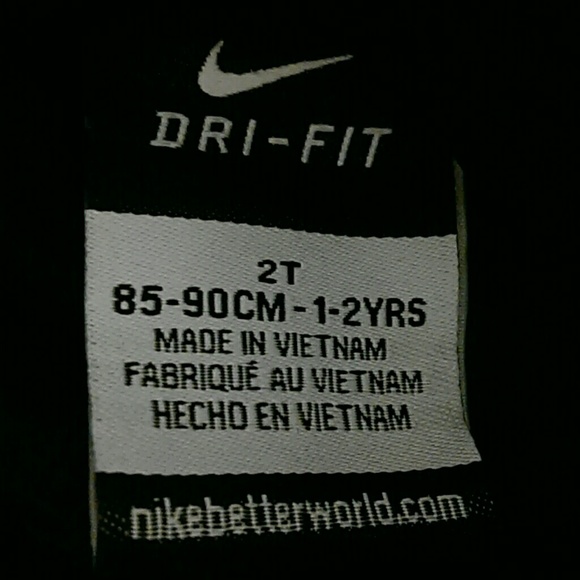 DRI-FIT
2T
85-90CM-1-2YRS
MADE IN VIETNAM
FABRIQUÉ AU VIETNAM
HECHO EN VIETNAM
nikebetterworld.com